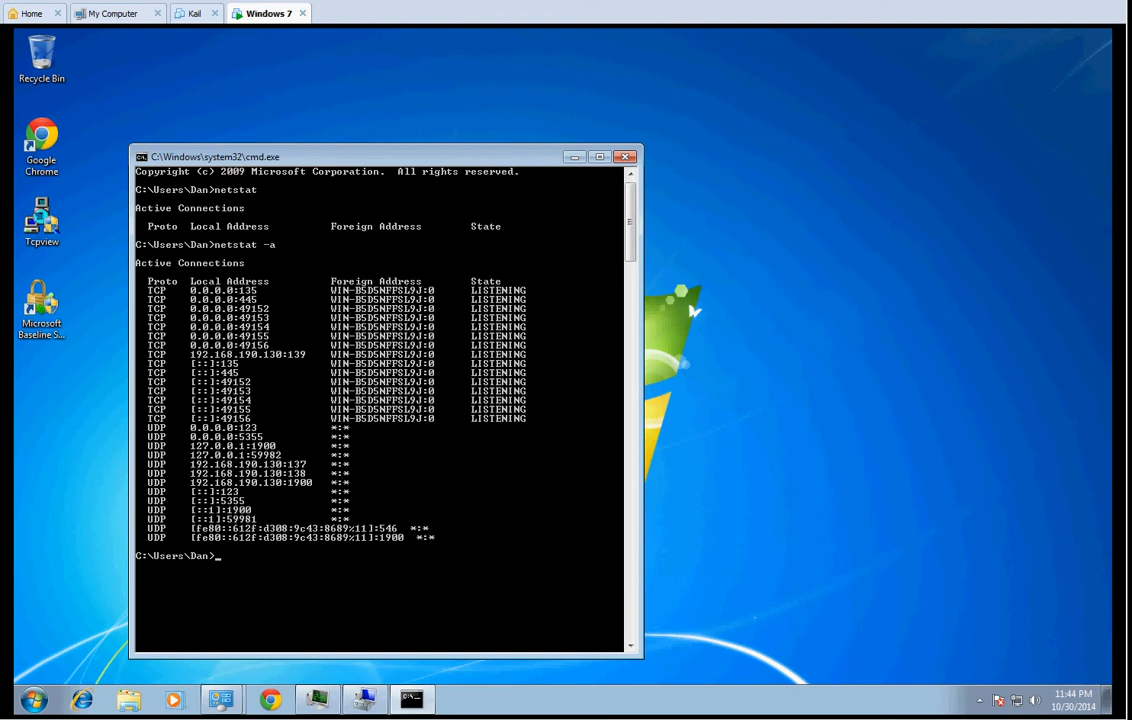 Home
My Computer
Kail
Windows 7
Recycle Bin
Google
Chrome
Tcpview
Microsoft
Baseline S...
C:\Windows\system32\cmd.exe
Copyright (c) 2009 Microsoft Corporation.  All rights reserved.
C:\Users\Dan>netstat
Active Connections
Proto  Local Address          Foreign Address        State
C:\Users\Dan>netstat -a
Active Connections
Proto  Local Address          Foreign Address        State
TCP    0.0.0.0:135            WIN-B5D5NFFSL9J:0      LISTENING
TCP    0.0.0.0:445            WIN-B5D5NFFSL9J:0      LISTENING
TCP    0.0.0.0:49152          WIN-B5D5NFFSL9J:0      LISTENING
TCP    0.0.0.0:49153          WIN-B5D5NFFSL9J:0      LISTENING
TCP    0.0.0.0:49154          WIN-B5D5NFFSL9J:0      LISTENING
TCP    0.0.0.0:49155          WIN-B5D5NFFSL9J:0      LISTENING
TCP    0.0.0.0:49156          WIN-B5D5NFFSL9J:0      LISTENING
TCP    192.168.190.130:139    WIN-B5D5NFFSL9J:0      LISTENING
TCP    [::]:135               WIN-B5D5NFFSL9J:0      LISTENING
TCP    [::]:445               WIN-B5D5NFFSL9J:0      LISTENING
TCP    [::]:49152             WIN-B5D5NFFSL9J:0      LISTENING
TCP    [::]:49153             WIN-B5D5NFFSL9J:0      LISTENING
TCP    [::]:49154             WIN-B5D5NFFSL9J:0      LISTENING
TCP    [::]:49155             WIN-B5D5NFFSL9J:0      LISTENING
TCP    [::]:49156             WIN-B5D5NFFSL9J:0      LISTENING
UDP    0.0.0.0:123            *:*
UDP    0.0.0.0:5355           *:*
UDP    127.0.0.1:1900         *:*
UDP    127.0.0.1:59982        *:*
UDP    192.168.190.130:137    *:*
UDP    192.168.190.130:138    *:*
UDP    192.168.190.130:1900   *:*
UDP    [::]:123               *:*
UDP    [::]:5355              *:*
UDP    [::1]:1900             *:*
UDP    [::1]:59981            *:*
UDP    [fe80::612f:d308:9c43:8689%11]:546  *:*
UDP    [fe80::612f:d308:9c43:8689%11]:1900  *:*
C:\Users\Dan>_
11:44 PM
10/30/2014